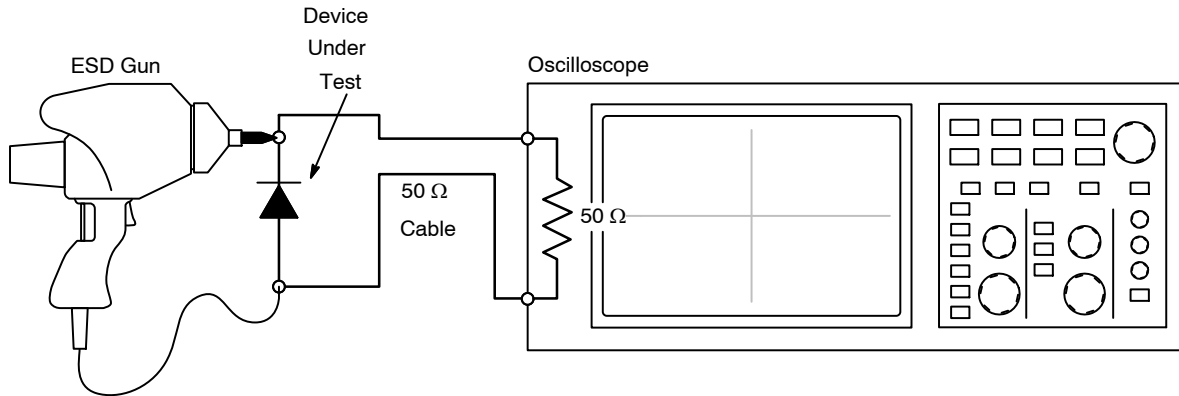 Device
Under
Test
ESD Gun
Oscilloscope
50 Ω
Cable
50 Ω